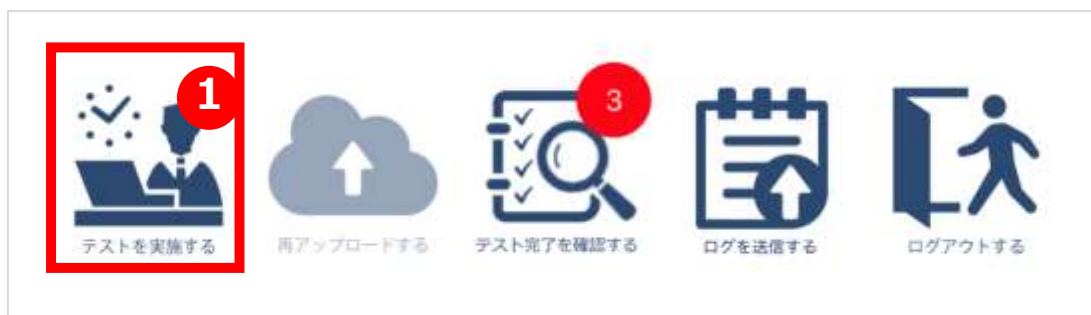 1
3
テストを実施する
再アップロードする
テスト完了を確認する
ログを送信する
ログアウトする